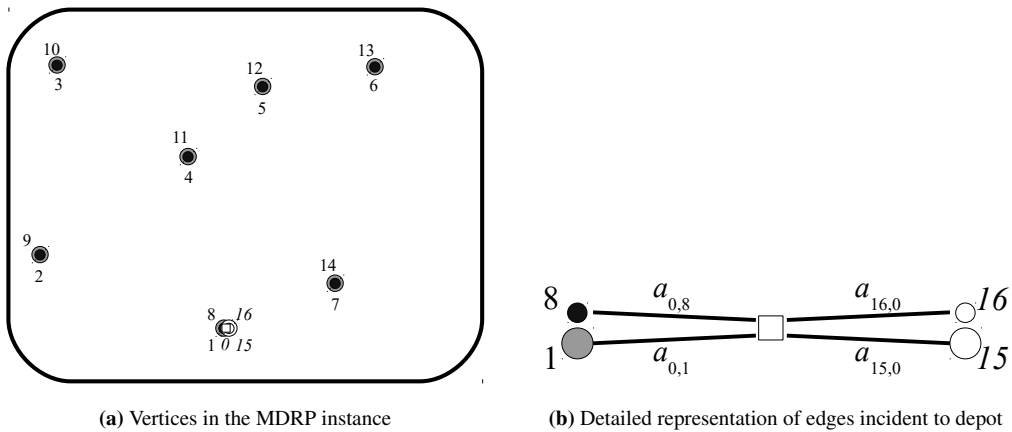 10
3
12
5
13
6
11
4
9
2
14
7
8 16
1 0 15
(a) Vertices in the MDRP instance
8 a0,8 a16,0 16
1 a0,1 a15,0 15
(b) Detailed representation of edges incident to depot